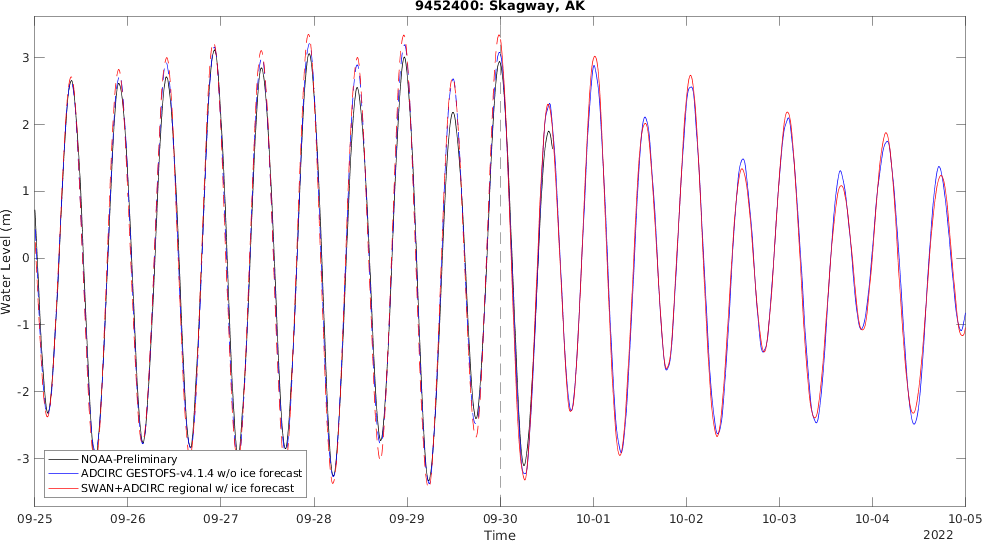 9452400: Skagway, AK
Water Level (m)
3
2
1
0
-1
-2
-3
NOAA-Preliminary
ADCIRC GESTOFS-v4.1.4 w/o ice forecast
SWAN+ADCIRC regional w/ ice forecast
09-25 09-26 09-27 09-28 09-29 09-30 10-01 10-02 10-03 10-04 10-05
Time
2022